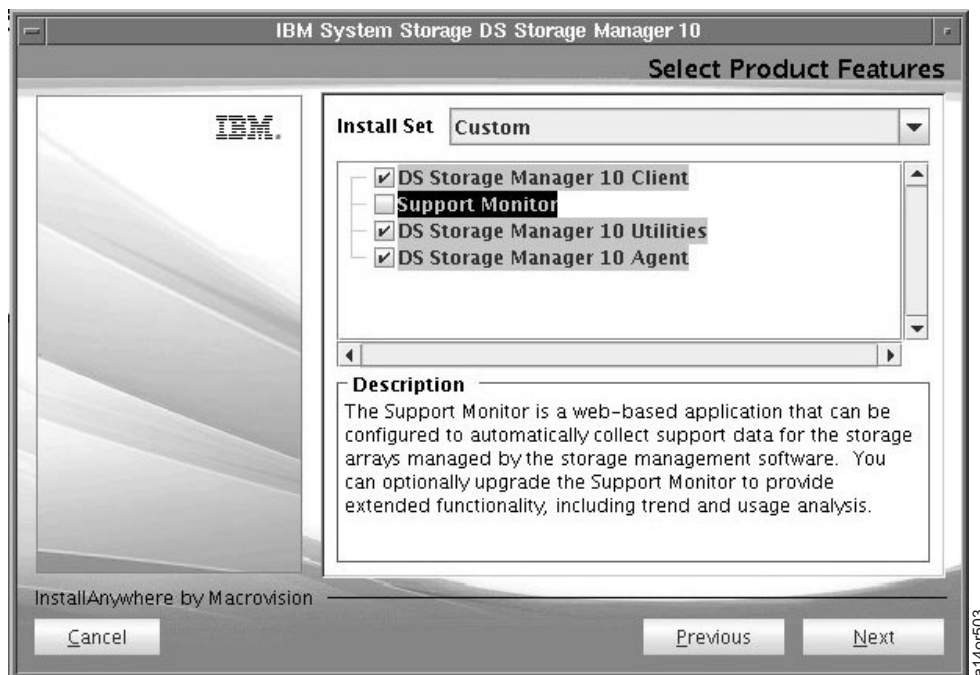 IBM System Storage DS Storage Manager 10
Select Product Features
IBM.
Install Set
Custom
DS Storage Manager 10 Client
Support Monitor
DS Storage Manager 10 Utilities
DS Storage Manager 10 Agent
Description
The Support Monitor is a web-based application that can be
configured to automatically collect support data for the storage
arrays managed by the storage management software. You
can optionally upgrade the Support Monitor to provide
extended functionality, including trend and usage analysis.
InstallAnywhere by Macrovision
Cancel
Previous
Next